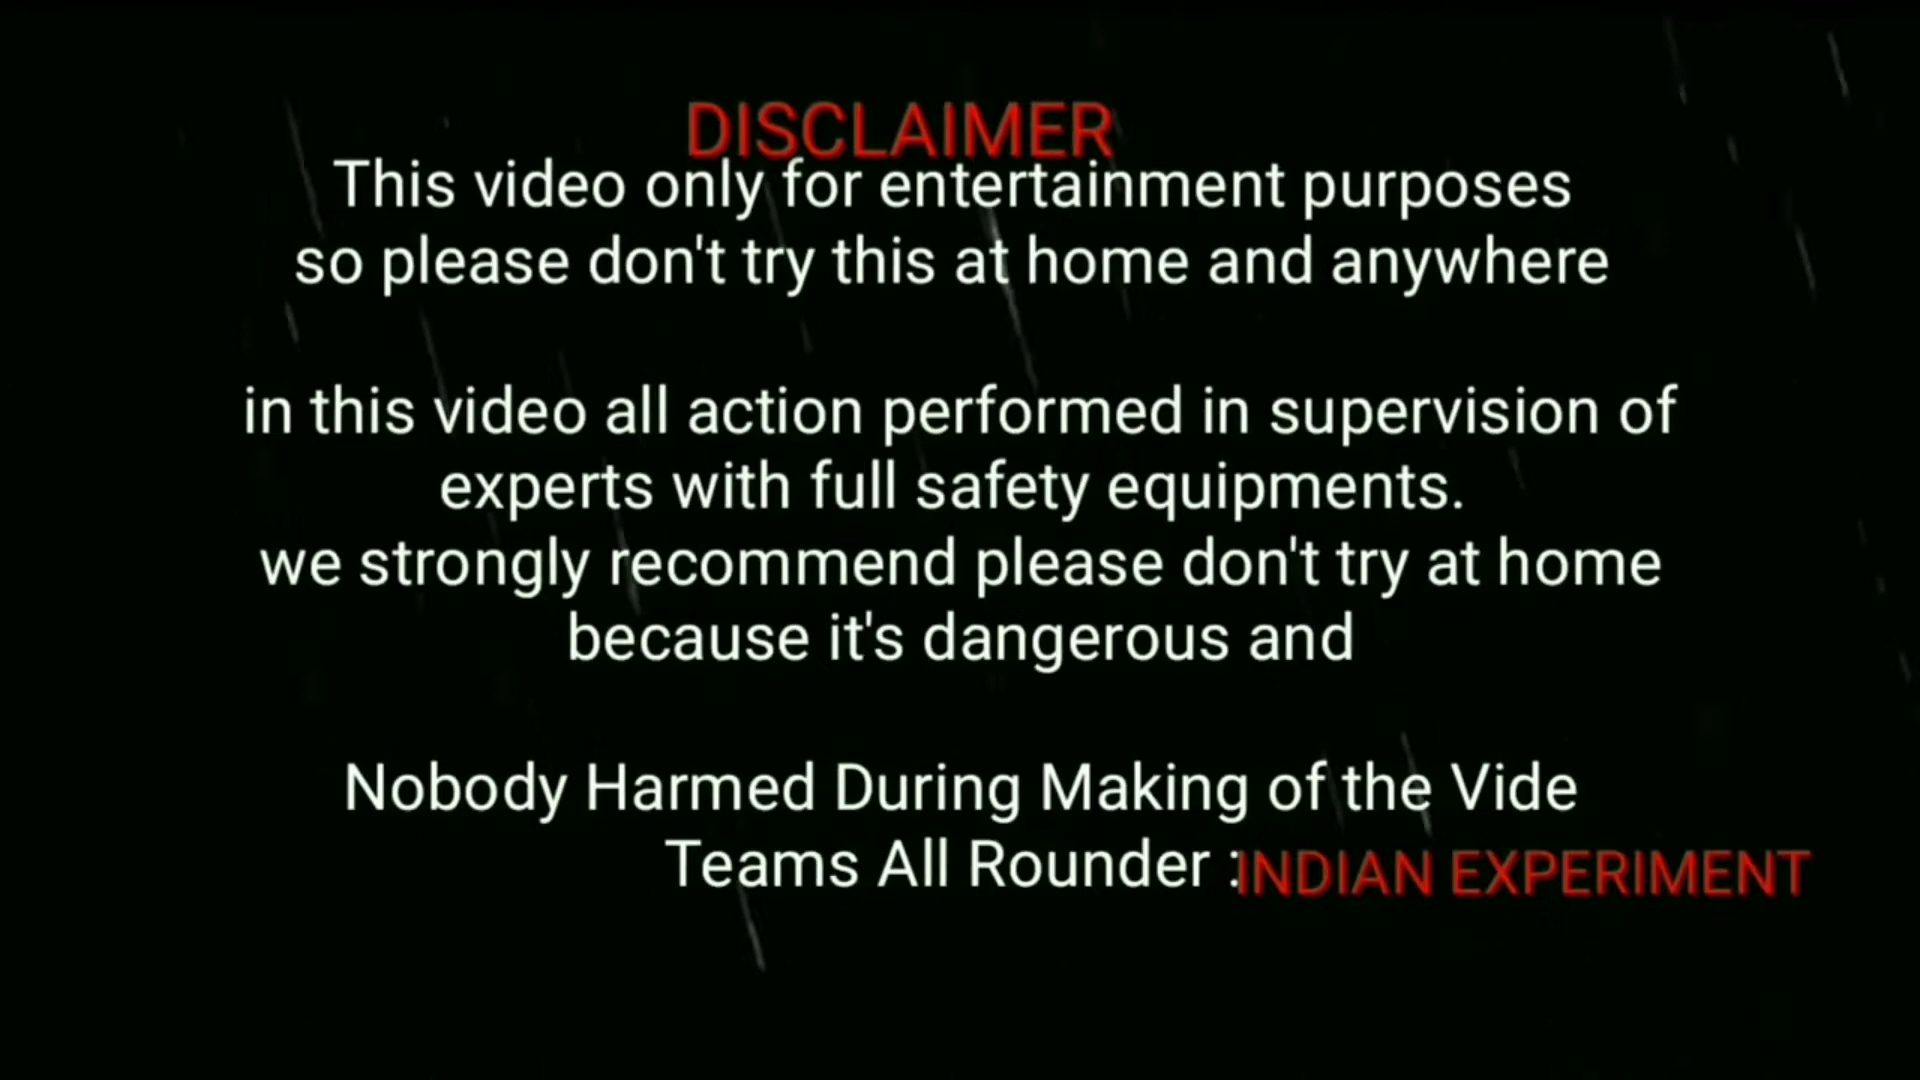 DISCLAIMER
This video only for entertainment purposes
so please don't try this at home and anywhere
in this video all action performed in supervision of
experts with full safety equipments.
we strongly recommend please don't try at home
because it's dangerous and
Nobody Harmed During Making of the Vide
Teams All Rounder :INDIAN EXPERIMENT